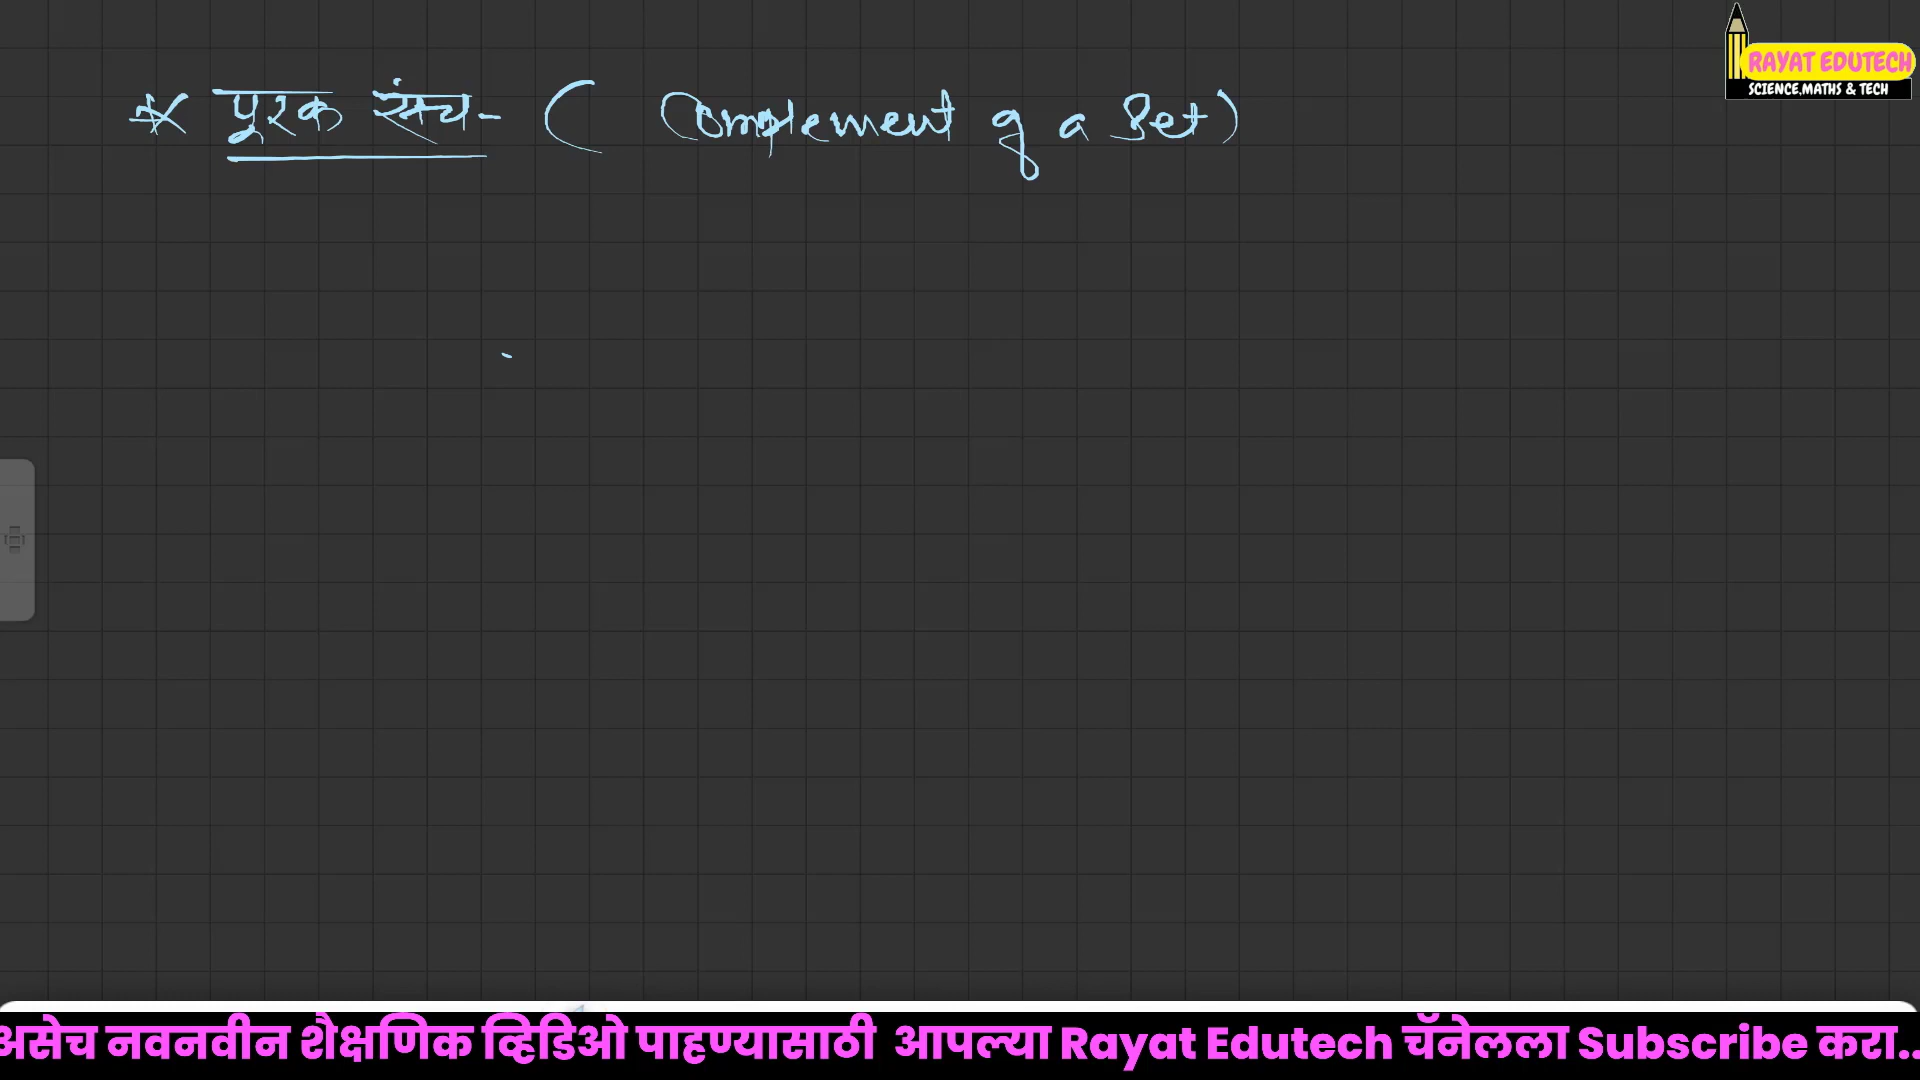 * पुरक संच - ( Complement of a Set )
RAYAT EDUTECH
SCIENCE,MATHS & TECH
असेच नवनवीन शैक्षणिक व्हिडिओ पाहण्यासाठी आपल्या Rayat Edutech चॅनेलला Subscribe करा..